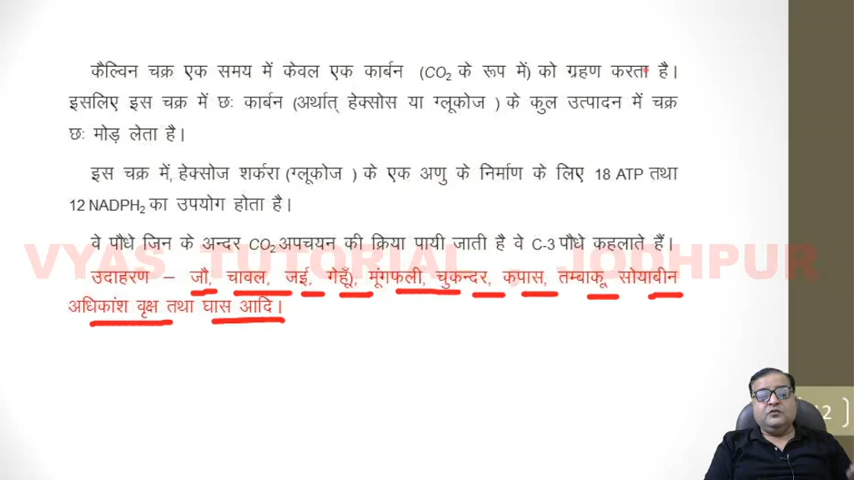 कैल्विन चक्र एक समय में केवल एक कार्बन (CO2 के रूप में) को ग्रहण करता है।
इसलिए इस चक्र में छः कार्बन (अर्थात् हेक्सोस या ग्लूकोज ) के कुल उत्पादन में चक्र
छः मोड़ लेता है।
इस चक्र में, हेक्सोज शर्करा (ग्लूकोज ) के एक अणु के निर्माण के लिए 18 ATP तथा
12 NADPH2 का उपयोग होता है।
वे पौधे जिन के अन्दर CO2 अपचयन की क्रिया पायी जाती है वे C-3 पौधे कहलाते हैं।
VYAS TUTORIAL JODHPUR
उदाहरण – जौ, चावल, जई, गेहूँ), मूंगफली, चुकन्दर, कपास, तम्बाकू, सोयाबीन
अधिकांश वृक्ष तथा घास आदि।
12